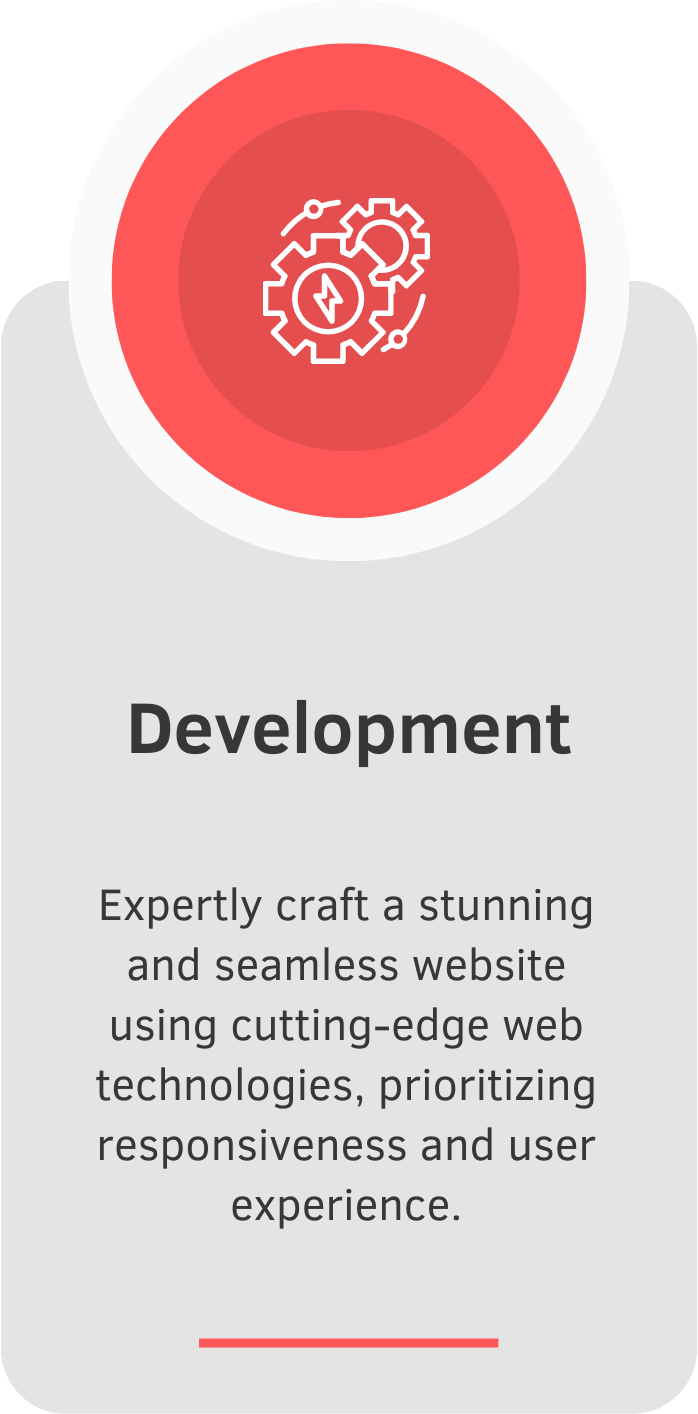 Development
Expertly craft a stunning
and seamless website
using cutting-edge web
technologies, prioritizing
responsiveness and user
experience.